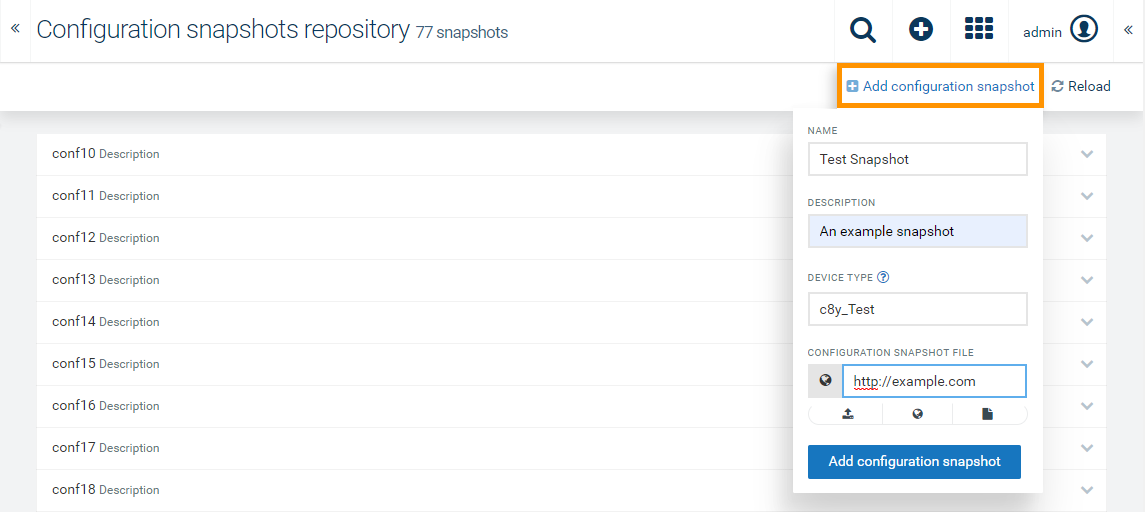 Configuration snapshots repository 77 snapshots
admin
Add configuration snapshot
Reload
NAME
Test Snapshot
DESCRIPTION
An example snapshot
DEVICE TYPE
c8y_Test
CONFIGURATION SNAPSHOT FILE
http://example.com
Add configuration snapshot
conf10 Description
conf11 Description
conf12 Description
conf13 Description
conf14 Description
conf15 Description
conf16 Description
conf17 Description
conf18 Description